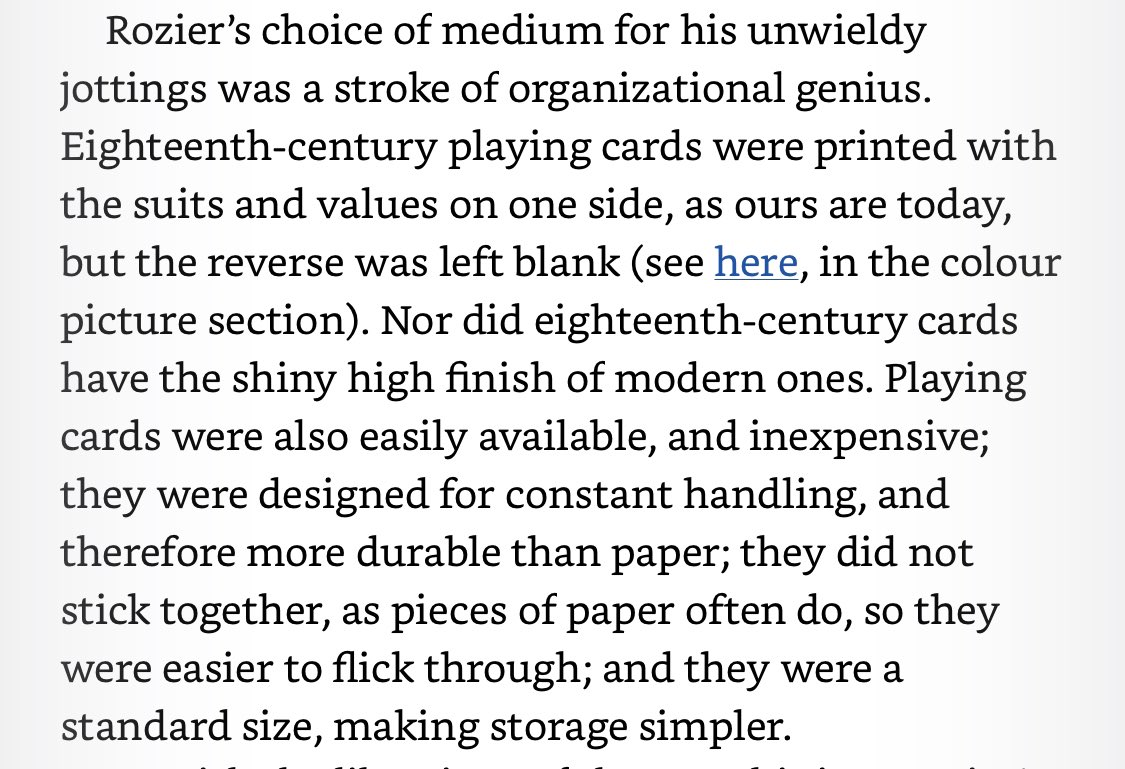 Rozier’s choice of medium for his unwieldy
jottings was a stroke of organizational genius.
Eighteenth-century playing cards were printed with
the suits and values on one side, as ours are today,
but the reverse was left blank (see here, in the colour
picture section). Nor did eighteenth-century cards
have the shiny high finish of modern ones. Playing
cards were also easily available, and inexpensive;
they were designed for constant handling, and
therefore more durable than paper; they did not
stick together, as pieces of paper often do, so they
were easier to flick through; and they were a
standard size, making storage simpler.